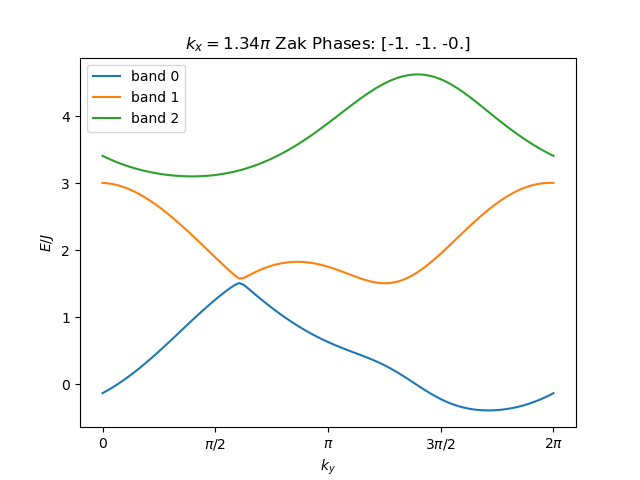 $k_x = 1.34\pi$ Zak Phases: [-1. -1. -0.]
band 0
band 1
band 2
E/J
4
3
2
1
0
0
π/2
π
3π/2
2π
$k_y$